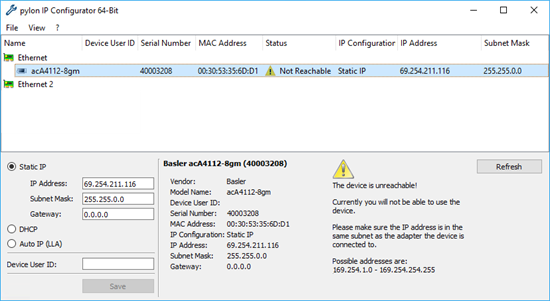 pylon IP Configurator 64-Bit
File View ?
Name Device User ID Serial Number MAC Address Status IP Configuration IP Address Subnet Mask
Ethernet
acA4112-8gm 40003208 00:30:53:35:6D:D1 Not Reachable Static IP 69.254.211.116 255.255.0.0
Ethernet 2
Static IP
IP Address: 69.254.211.116
Subnet Mask: 255.255.0.0
Gateway: 0.0.0.0
DHCP
Auto IP (LLA)
Device User ID:
Save
Basler acA4112-8gm (40003208)
Vendor: Basler
Model Name: acA4112-8gm
Device User ID:
Serial Number: 40003208
MAC Address: 00:30:53:35:6D:D1
IP Configuration: Static IP
IP Address: 69.254.211.116
Subnet Mask: 255.255.0.0
Gateway: 0.0.0.0
The device is unreachable!
Currently you will not be able to use the
device.
Please make sure the IP address is in the
same subnet as the adapter the device is
connected to.
Possible addresses are:
169.254.1.0 - 169.254.254.255
Refresh